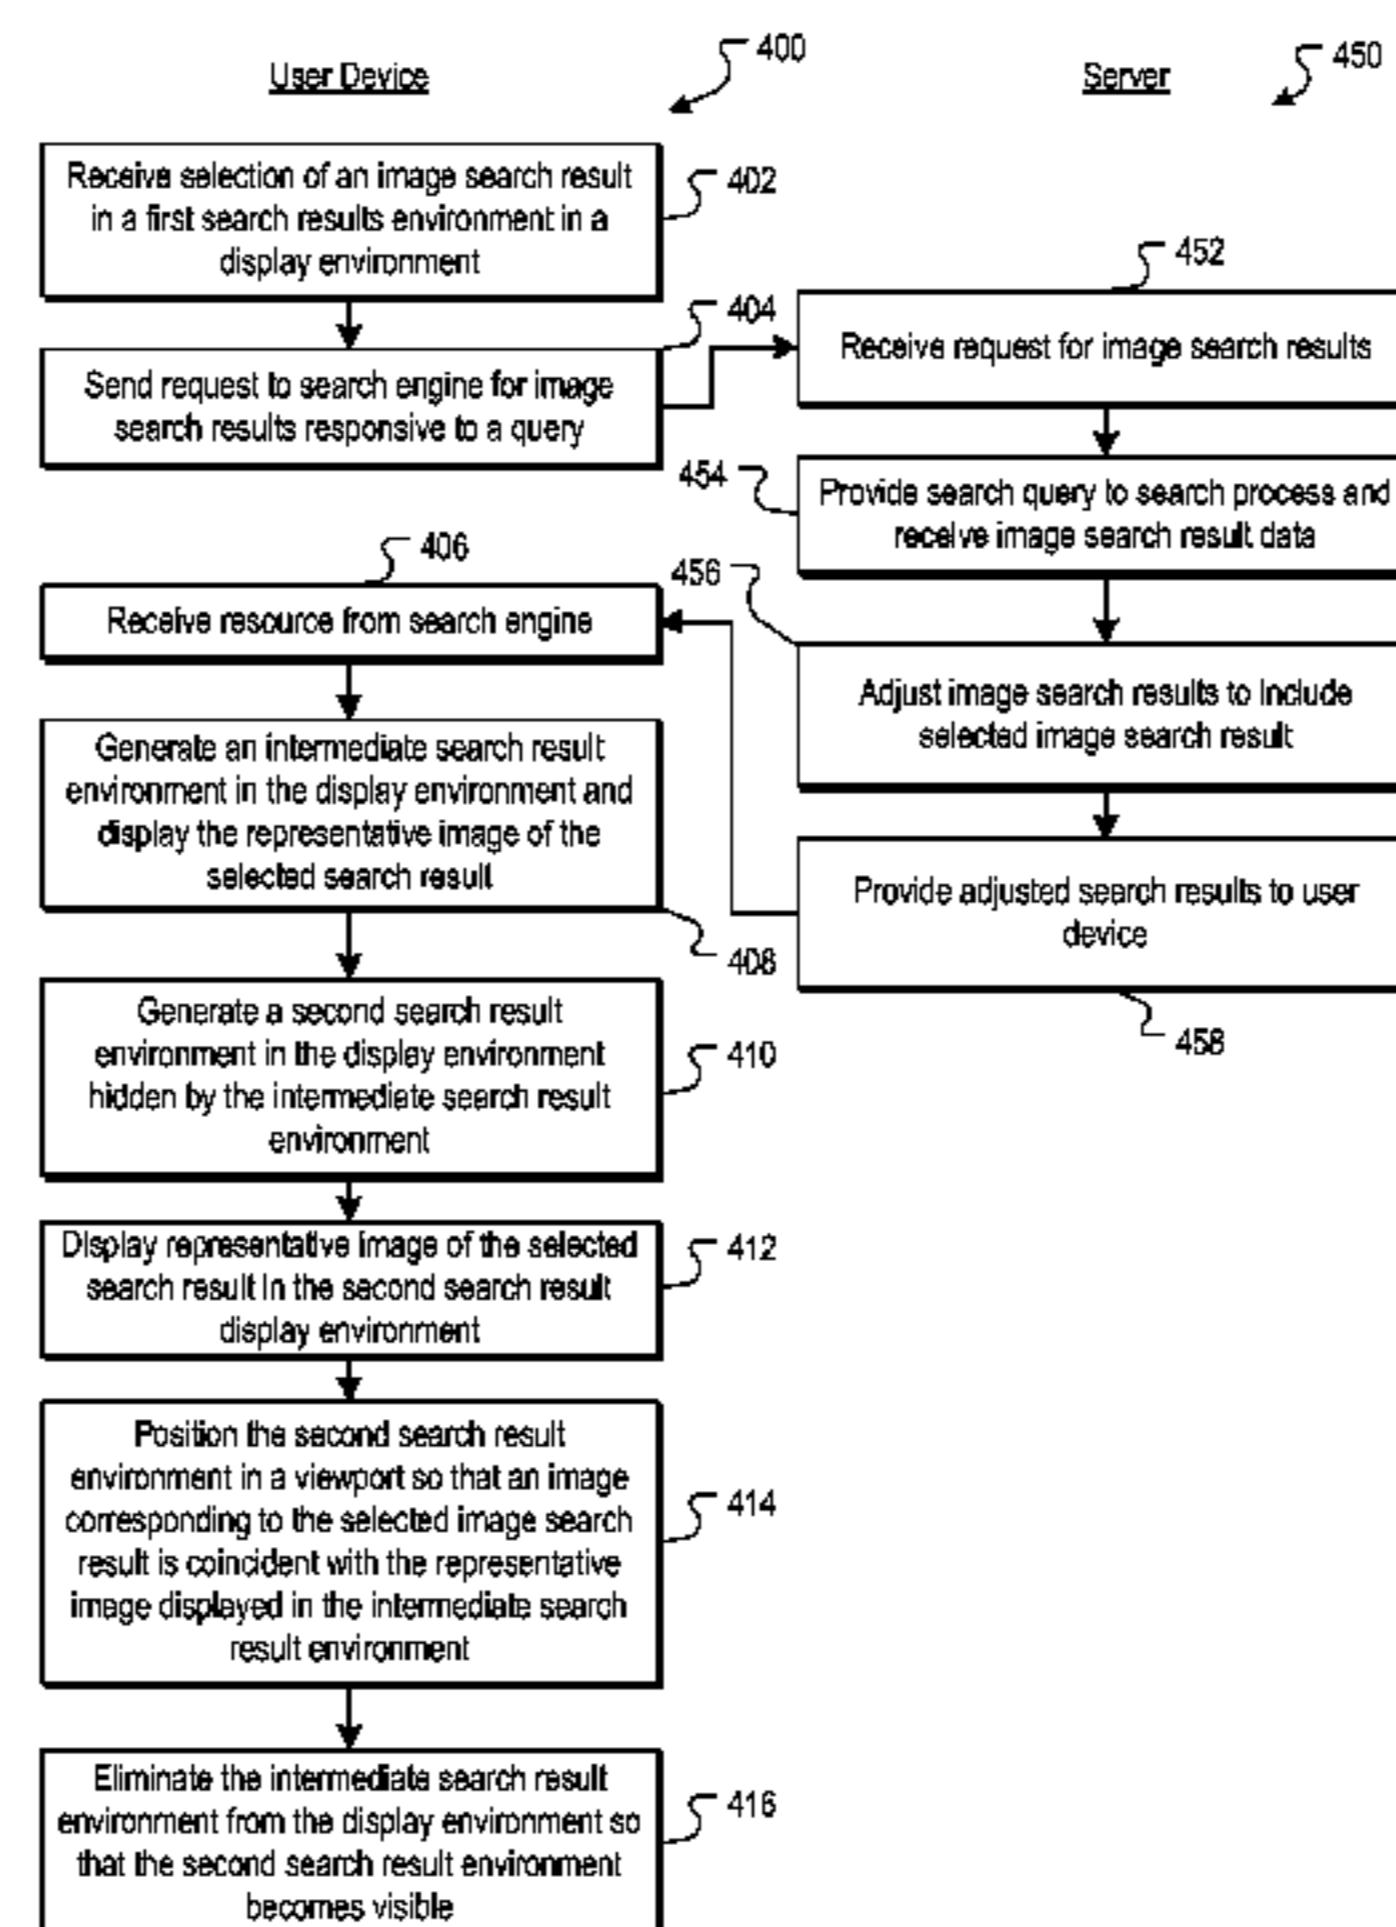 User Device
400
Receive selection of an image search result
in a first search results environment in a
display environment
402
404
Send request to search engine for image
search results responsive to a query
406
Receive resource from search engine
Generate an intermediate search result
environment in the display environment and
display the representative image of the
selected search result
408
Generate a second search result
environment in the display environment
hidden by the intermediate search result
environment
410
Display representative image of the selected
search result in the second search result
display environment
412
Position the second search result
environment in a viewport so that an image
corresponding to the selected image search
result is coincident with the representative
image displayed in the intermediate search
result environment
414
Eliminate the intermediate search result
environment from the display environment so
that the second search result environment
becomes visible
416
Server
450
452
Receive request for image search results
454
Provide search query to search process and
receive image search result data
456
Adjust image search results to include
selected image search result
Provide adjusted search results to user
device
458